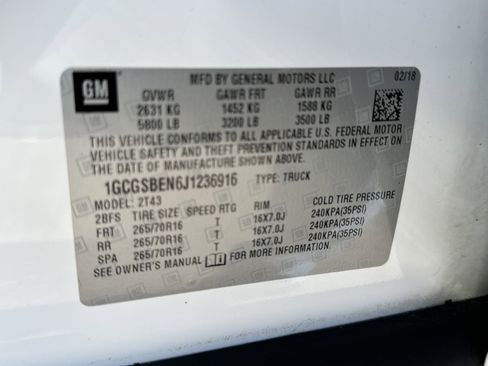 GM
MFD BY GENERAL MOTORS LLC 02/18
GVWR GAWR FRT GAWR RR
2631 KG 1452 KG 1588 KG
5800 LB 3200 LB 3500 LB
THIS VEHICLE CONFORMS TO ALL APPLICABLE U.S. FEDERAL MOTOR
VEHICLE SAFETY AND THEFT PREVENTION STANDARDS IN EFFECT ON
THE DATE OF MANUFACTURE SHOWN ABOVE.
1GCGSBEN6J1236916 TYPE: TRUCK
MODEL: 2T43
2BFS TIRE SIZE SPEED RTG RIM COLD TIRE PRESSURE
FRT 265/70R16 T 16X7.0J 240KPA(35PSI)
RR 265/70R16 T 16X7.0J 240KPA(35PSI)
SPA 265/70R16 T 16X7.0J 240KPA(35PSI)
SEE OWNER'S MANUAL FOR MORE INFORMATION.